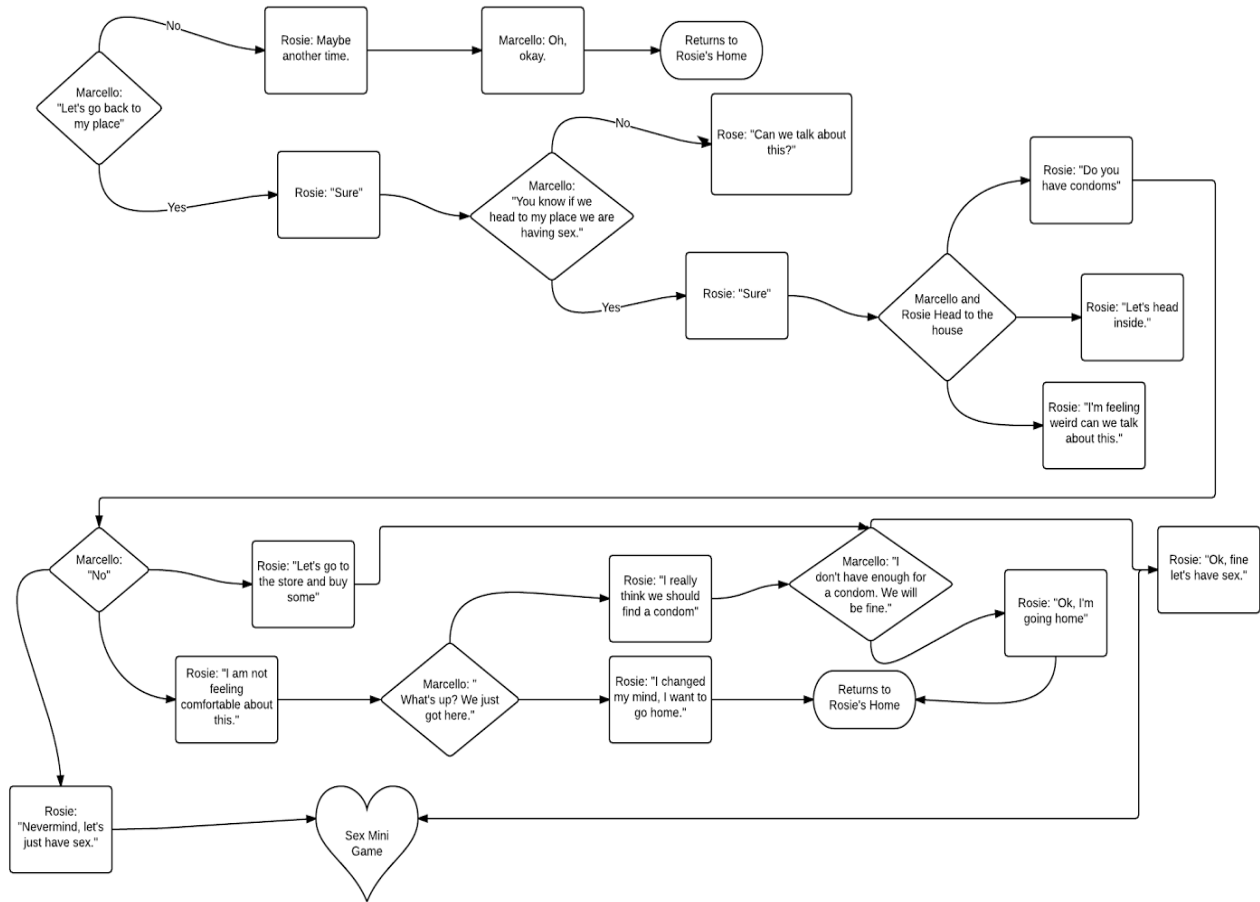 No
Rosie: Maybe
another time.
Marcello: Oh,
okay.
Returns to
Rosie's Home
Marcello:
"Let's go back to
my place"
Yes
Rosie: "Sure"
No
Rose: "Can we talk about
this?"
Marcello:
"You know if we
head to my place we are
having sex."
Yes
Rosie: "Sure"
Marcello and
Rosie Head to the
house
Rosie: "Do you
have condoms"
Rosie: "Let's head
inside."
Rosie: "I'm feeling
weird can we talk
about this."
Marcello:
"No"
Rosie: "Let's go to
the store and buy
some"
Rosie: "I am not
feeling
comfortable about
this."
Marcello: "
What's up? We just
got here."
Rosie: "I really
think we should
find a condom"
Rosie: "I changed
my mind, I want to
go home."
Marcello: "I
don't have enough for
a condom. We will
be fine."
Rosie: "Ok, I'm
going home"
Returns to
Rosie's Home
Rosie: "Ok, fine
let's have sex."
Rosie:
"Nevermind, let's
just have sex."
Sex Mini
Game